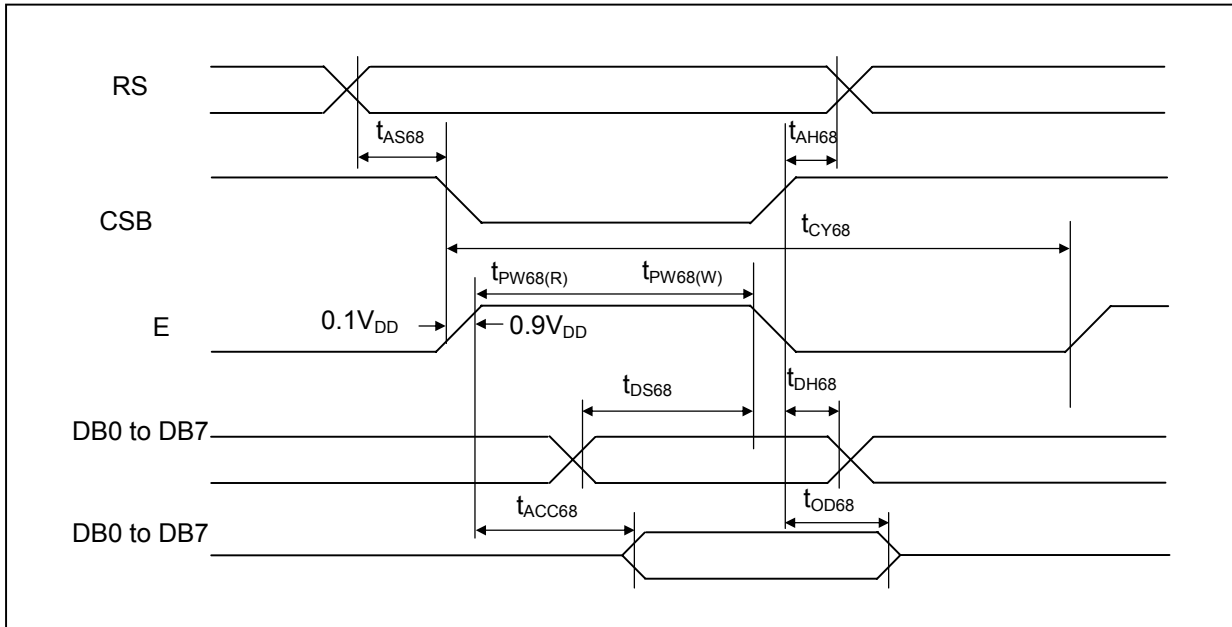 RS
tAS68
tAH68
CSB
tCY68
tPW68(R)
tPW68(W)
E
0.1VDD
0.9VDD
tDS68
tDH68
DB0 to DB7
tACC68
tOD68
DB0 to DB7